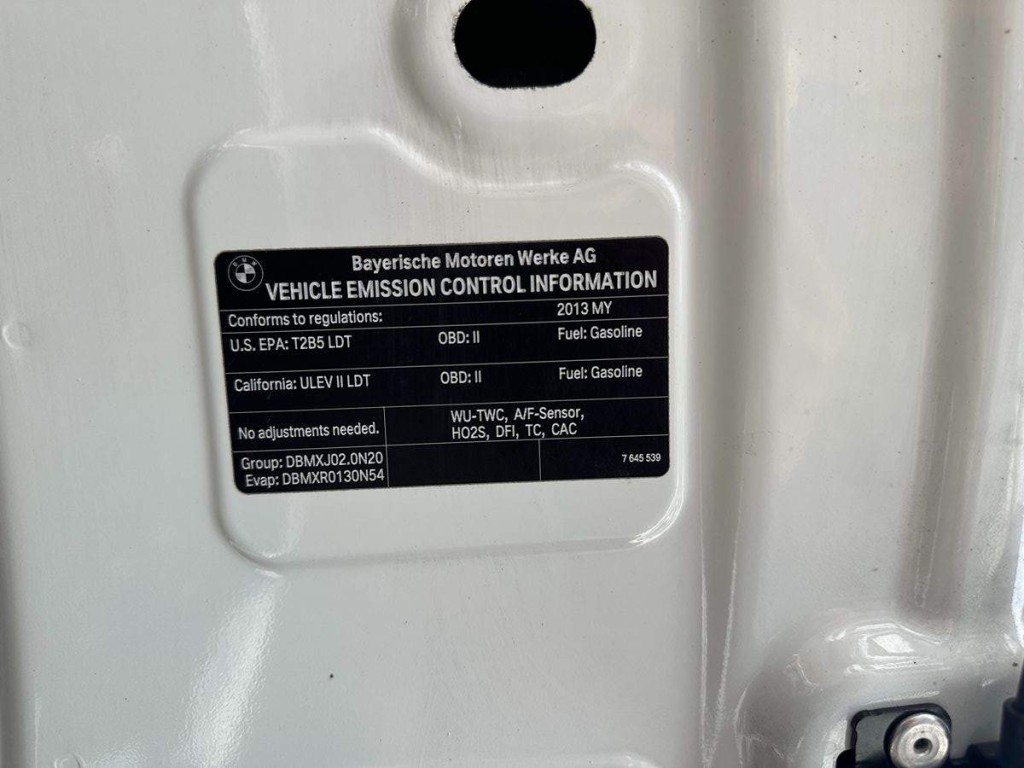 BMW
Bayerische Motoren Werke AG
VEHICLE EMISSION CONTROL INFORMATION
Conforms to regulations: 2013 MY
U.S. EPA: T2B5 LDT OBD: II Fuel: Gasoline
California: ULEV II LDT OBD: II Fuel: Gasoline
No adjustments needed.
WU-TWC, A/F-Sensor,
HO2S, DFI, TC, CAC
Group: DBMXJ02.0N20
Evap: DBMXR0130N54
7 645 539